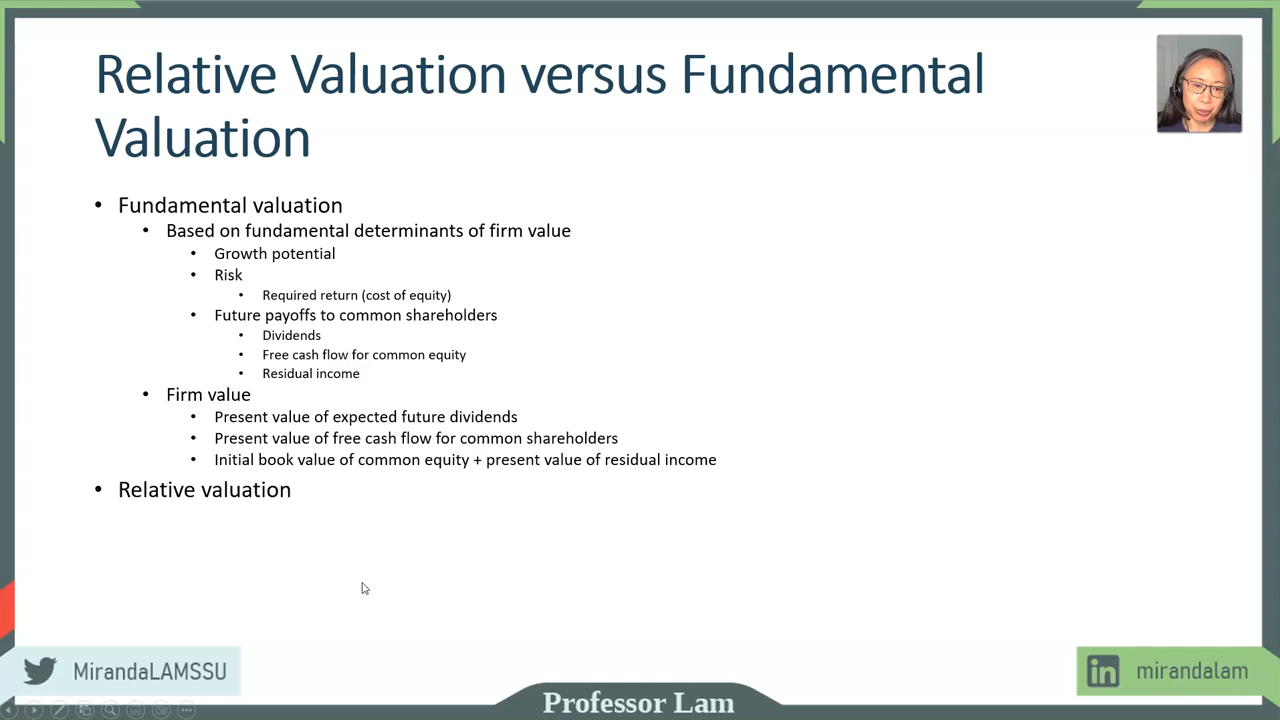 Relative Valuation versus Fundamental
Valuation
• Fundamental valuation
• Based on fundamental determinants of firm value
• Growth potential
• Risk
• Required return (cost of equity)
• Future payoffs to common shareholders
• Dividends
• Free cash flow for common equity
• Residual income
• Firm value
• Present value of expected future dividends
• Present value of free cash flow for common shareholders
• Initial book value of common equity + present value of residual income
• Relative valuation
MirandaLAMSSU
in mirandalam
Professor Lam